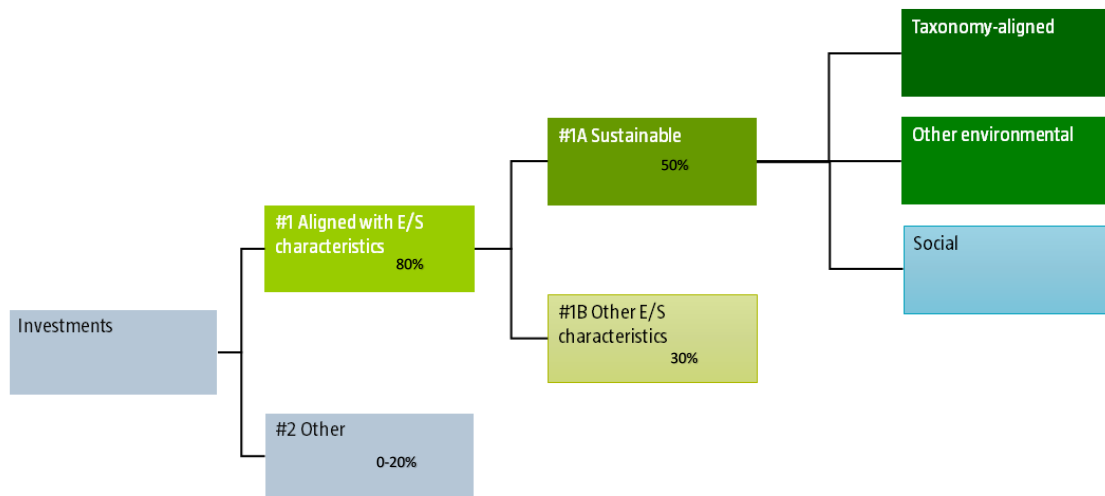 Taxonomy-aligned
#1A Sustainable
50%
Other environmental
#1 Aligned with E/S
characteristics
80%
Social
Investments
#1B Other E/S
characteristics
30%
#2 Other
0-20%